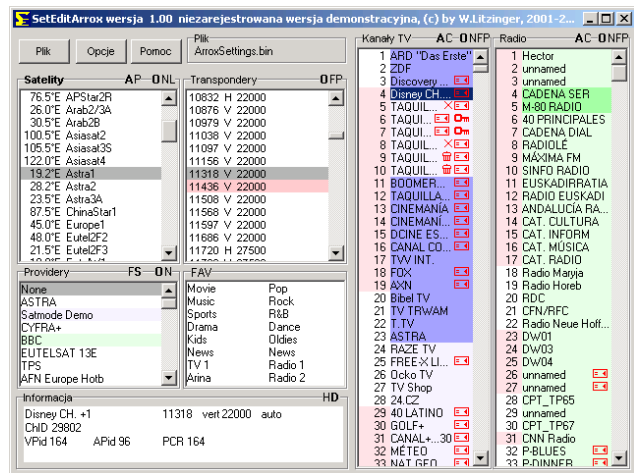 SetEditArrox wersja 1.00 niezarejestrowana wersja demonstracyjna, (c) by W.Litzinger, 2001-2...
Plik
Opcje
Pomoc
Plik
ArroxSettings.bin
Satelity AP ONL
76.5°E APStar2R
26.0°E Arab2/3A
30.5°E Arab2B
100.5°E Asiasat2
105.5°E Asiasat3S
122.0°E Asiasat4
19.2°E Astra1
28.2°E Astra2
23.5°E Astra3A
87.5°E ChinaStar1
45.0°E Europe1
48.0°E Eutel2F2
21.5°E Eutel2F3
Transpondery OFP
10832 H 22000
10876 V 22000
10979 V 22000
11038 V 22000
11097 V 22000
11156 V 22000
11318 V 22000
11436 V 22000
11508 V 22000
11568 V 22000
11597 V 22000
11686 V 22000
11720 H 27500
Providery FS ON
None
ASTRA
Satmode Demo
CYFRA+
BBC
EUTELSAT 13E
TPS
AFN Europe Hotb
FAV
Movie Pop
Music Rock
Sports R&B
Drama Dance
Kids Oldies
News News
TV 1 Radio 1
Arina Radio 2
Informacja HD
Disney CH. +1 11318 vert 22000 auto
ChID 29802
VPid 164 APid 96 PCR 164
Kanały TV AC ONFP
1 ARD "Das Erste"
2 ZDF
3 Discovery ...
4 Disney CH....
5 TAQUIL...
6 TAQUI...
7 TAQUI...
8 TAQUIL...
9 TAQUIL...
10 TAQUIL...
11 BOOMER...
12 TAQUILLA...
13 CINEMANÍA
14 CINEMANÍ...
15 DCINE ES...
16 CANAL CO...
17 TVV INT.
18 FOX
19 AXN
20 Bibel TV
21 TV TRWAM
22 T.TV
23 ASTRA
24 RAZE TV
25 FREE-X LI...
26 Ocko TV
27 TV Shop
28 24.CZ
29 40 LATINO
30 GOLF+
31 CANAL+...30
32 MÉTEO
33 NAT GEO
Radio AC ONFP
1 Hector
2 unnamed
3 unnamed
4 CADENA SER
5 M-80 RADIO
6 40 PRINCIPALES
7 CADENA DIAL
8 RADIOLÉ
9 MÁXIMA FM
10 SINFO RADIO
11 EUSKADIRRATIA
12 RADIO EUSKADI
13 ANDALUCÍA RA...
14 CAT. CULTURA
15 CAT. INFORM
16 CAT. MÚSICA
17 CAT. RADIO
18 Radio Maryja
19 Radio Horeb
20 RDC
21 CFN/RFC
22 Radio Neue Hoff...
23 DW01
24 DW03
25 DW04
26 unnamed
27 unnamed
28 CPT_TP65
29 unnamed
30 CPT_TP67
31 CNN Radio
32 P-BLUES
33 P-DINNER